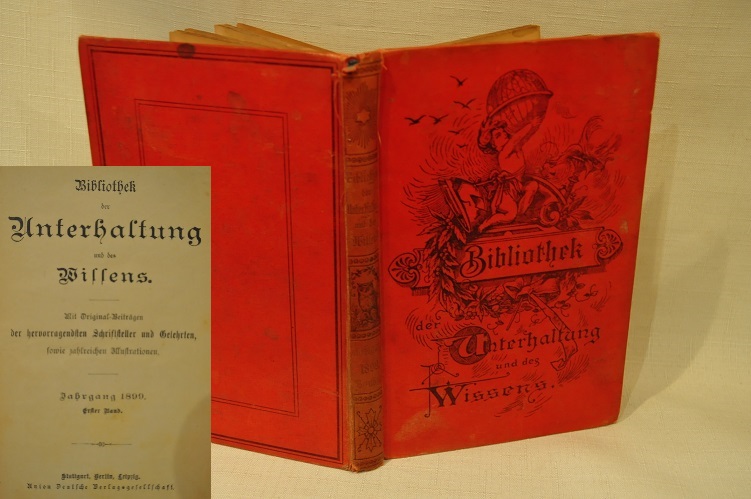 Bibliothek
der
Unterhaltung
und des
Wissens.
Mit Original-Beiträgen
der hervorragendsten Schriftsteller und Gelehrten,
sowie zahlreichen Illustrationen.
Jahrgang 1899.
Erster Band.
Stuttgart, Berlin, Leipzig.
Union Deutsche Verlagsgesellschaft
Bibliothek
der
Unterhaltung
und des
Wissens.